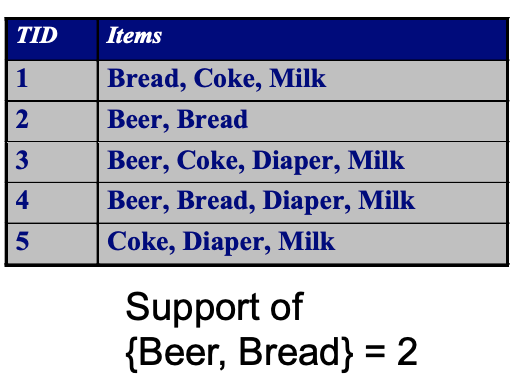 TID Items
1 Bread, Coke, Milk
2 Beer, Bread
3 Beer, Coke, Diaper, Milk
4 Beer, Bread, Diaper, Milk
5 Coke, Diaper, Milk
Support of
{Beer, Bread} = 2